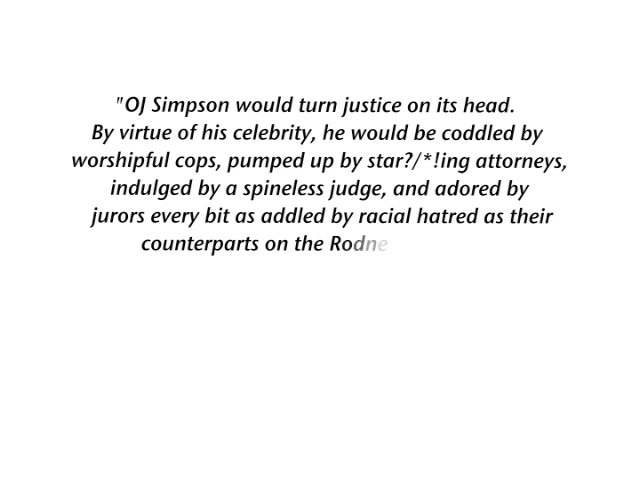 "OJ Simpson would turn justice on its head.
By virtue of his celebrity, he would be coddled by
worshipful cops, pumped up by star?/*!ing attorneys,
indulged by a spineless judge, and adored by
jurors every bit as addled by racial hatred as their
counterparts on the Rodne